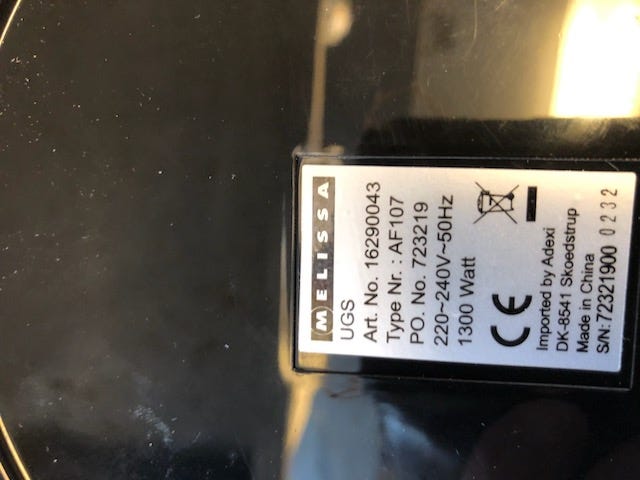 MELISSA
UGS
Art. No. 16290043
Type Nr. : AF107
PO. No. 723219
220~240V~50Hz
1300 Watt
CE
Imported by Adexi
DK-8541 Skoedstrup
Made in China
S/N:72321900 0232